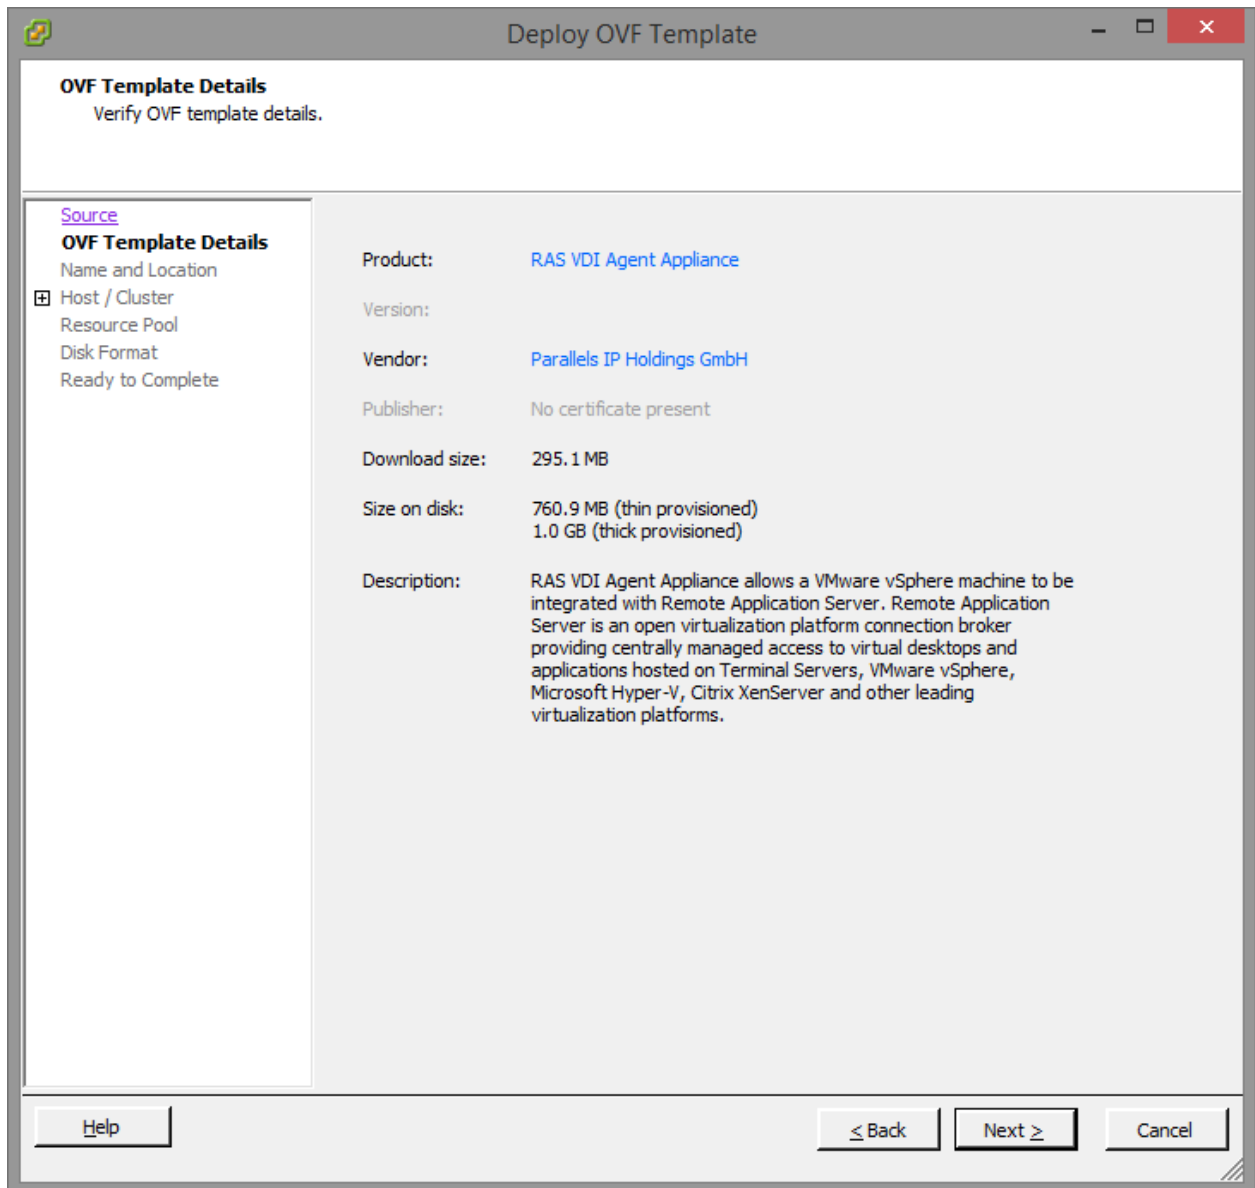 Deploy OVF Template
OVF Template Details
Verify OVF template details.
Source
OVF Template Details
Name and Location
Host / Cluster
Resource Pool
Disk Format
Ready to Complete
Product: RAS VDI Agent Appliance
Version:
Vendor: Parallels IP Holdings GmbH
Publisher: No certificate present
Download size: 295.1 MB
Size on disk: 760.9 MB (thin provisioned)
1.0 GB (thick provisioned)
Description: RAS VDI Agent Appliance allows a VMware vSphere machine to be
integrated with Remote Application Server. Remote Application
Server is an open virtualization platform connection broker
providing centrally managed access to virtual desktops and
applications hosted on Terminal Servers, VMware vSphere,
Microsoft Hyper-V, Citrix XenServer and other leading
virtualization platforms.
Help
< Back
Next >
Cancel